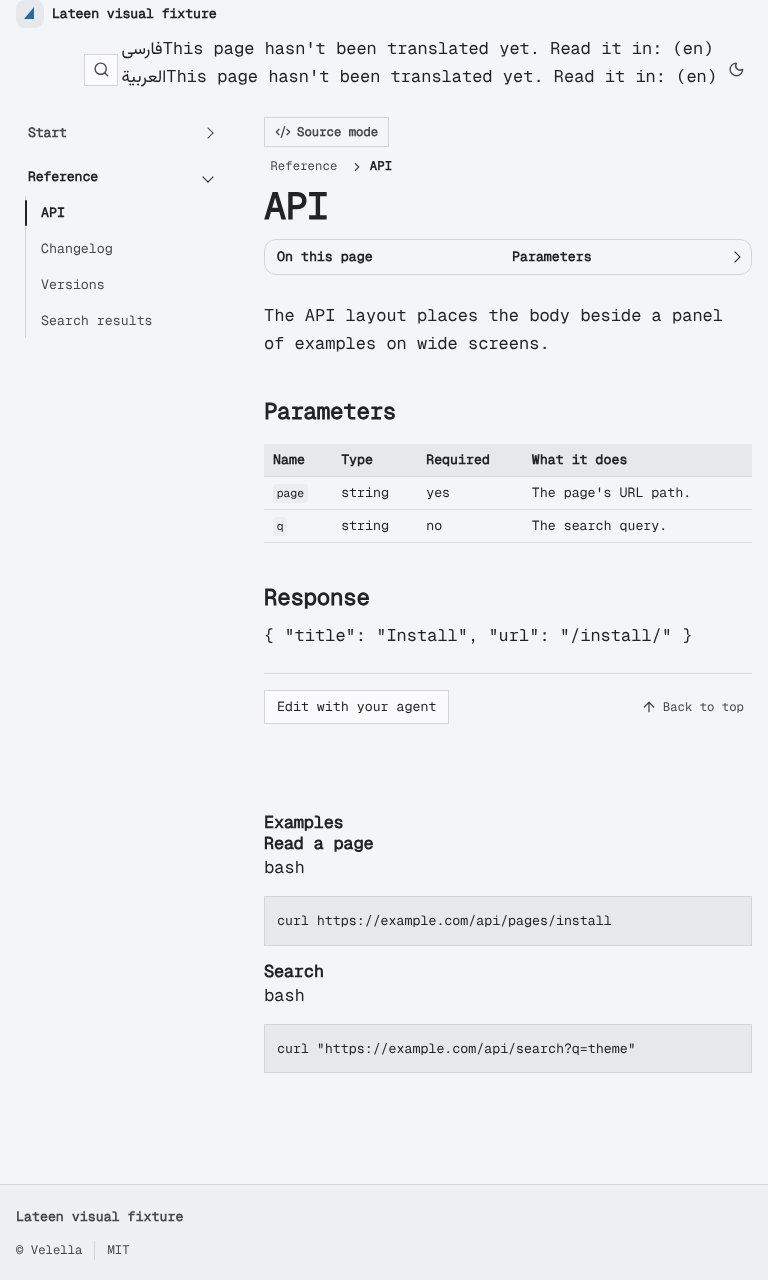 Lateen visual fixture
فارسیThis page hasn't been translated yet. Read it in: (en)
العربيةThis page hasn't been translated yet. Read it in: (en)
Start
Reference
API
Changelog
Versions
Search results
Source mode
Reference > API
API
On this page Parameters
The API layout places the body beside a panel
of examples on wide screens.
Parameters
Name Type Required What it does
page string yes The page's URL path.
q string no The search query.
Response
{ "title": "Install", "url": "/install/" }
Edit with your agent
Back to top
Examples
Read a page
bash
curl https://example.com/api/pages/install
Search
bash
curl "https://example.com/api/search?q=theme"
Lateen visual fixture
© Velella
MIT